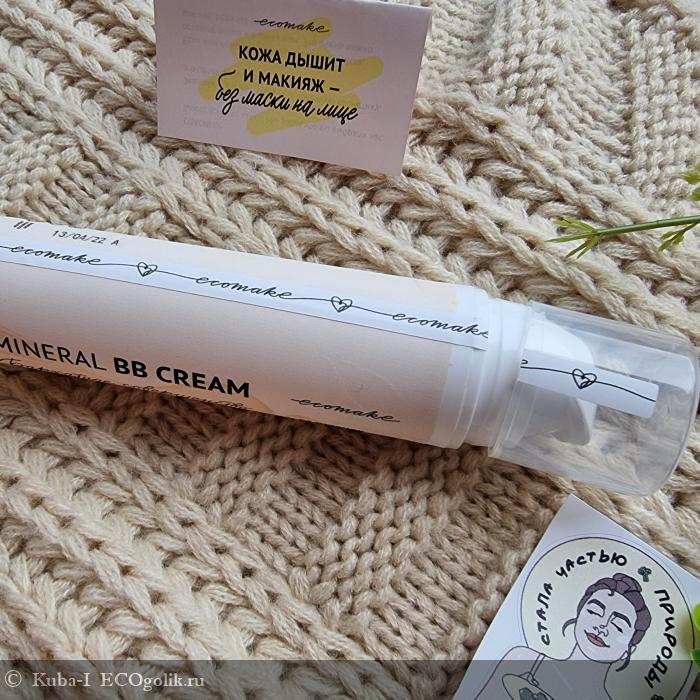 ecomake
КОЖА ДЫШИТ
И МАКИЯЖ —
без маски на лице
13/04/22 A
ecomake ecomake ecomake
MINERAL BB CREAM
ecomake
СТАЛА ЧАСТЬЮ ПРИРОДЫ
© Kuba-I ECOgolik.ru